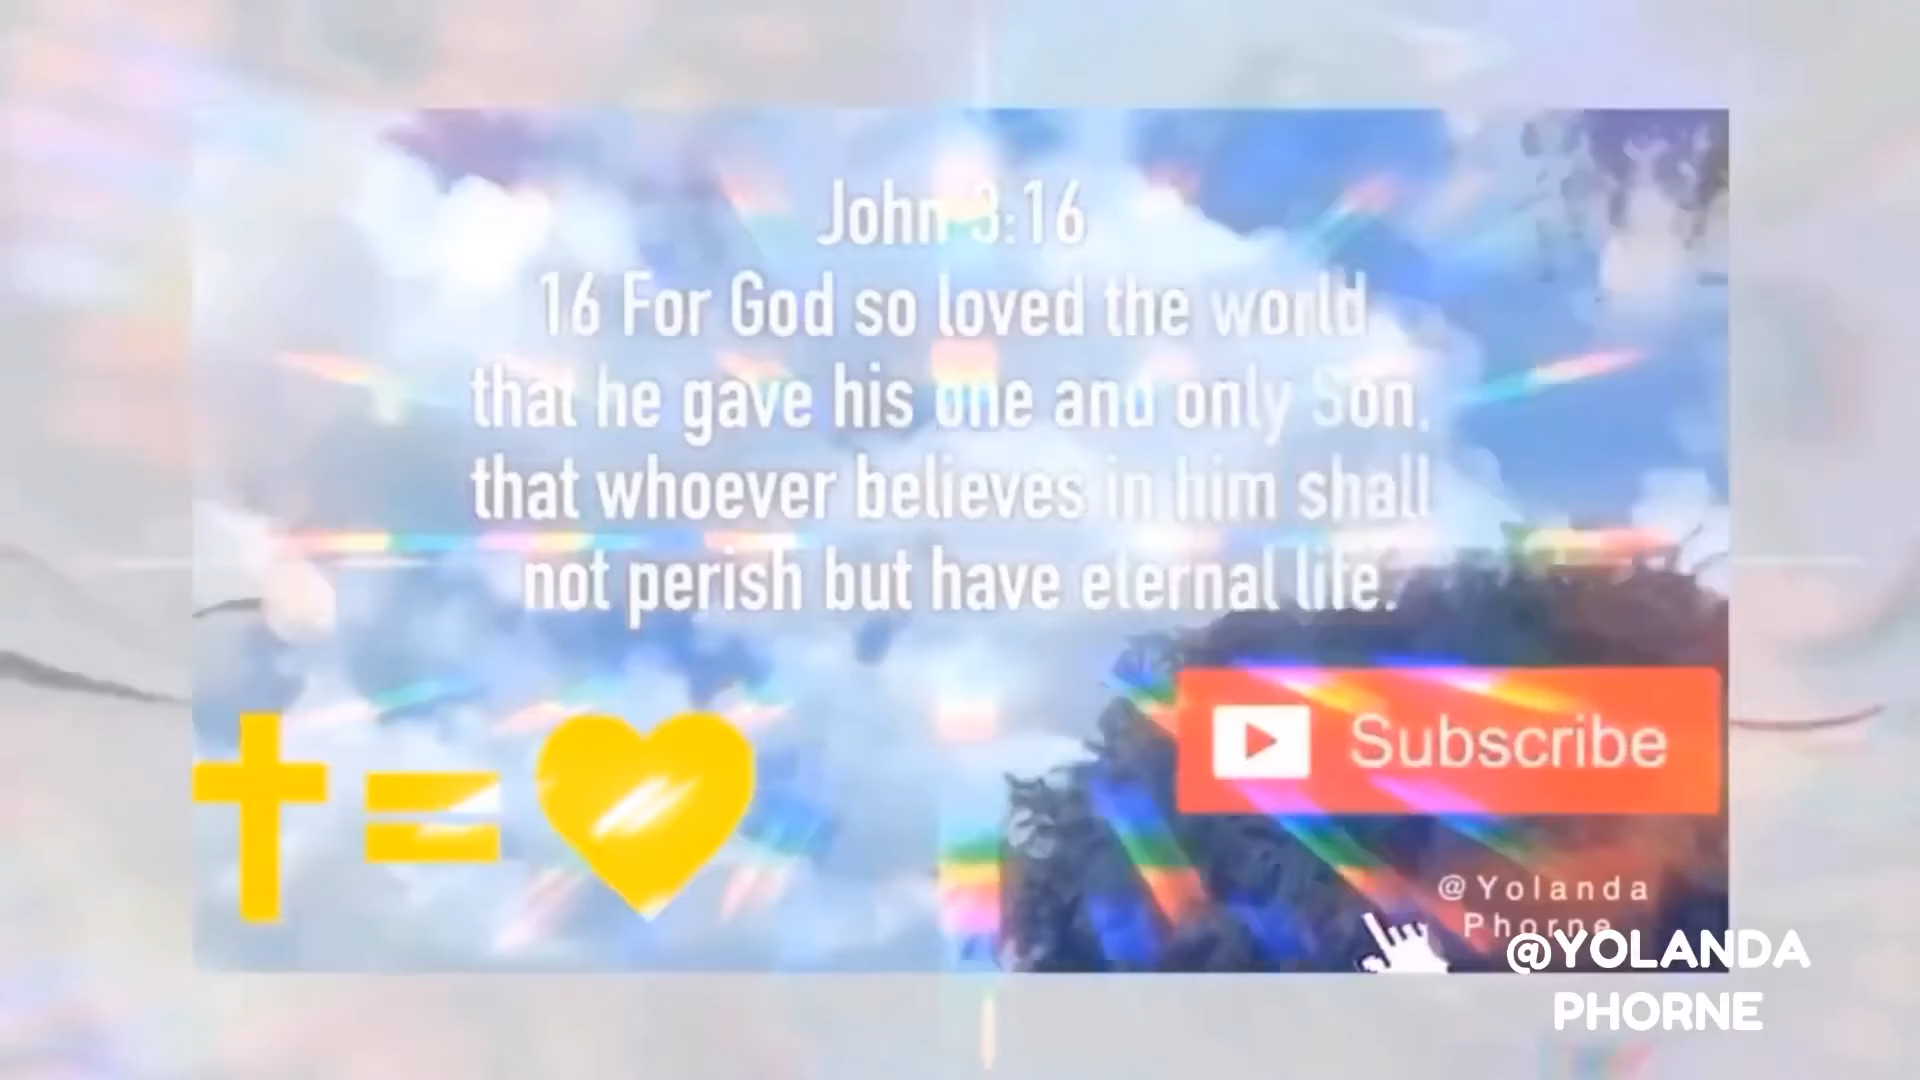 John 3:16
16 For God so loved the world
that he gave his one and only Son,
that whoever believes in him shall
not perish but have eternal life.
Subscribe
@Yolanda
Phorne
@YOLANDA
PHORNE